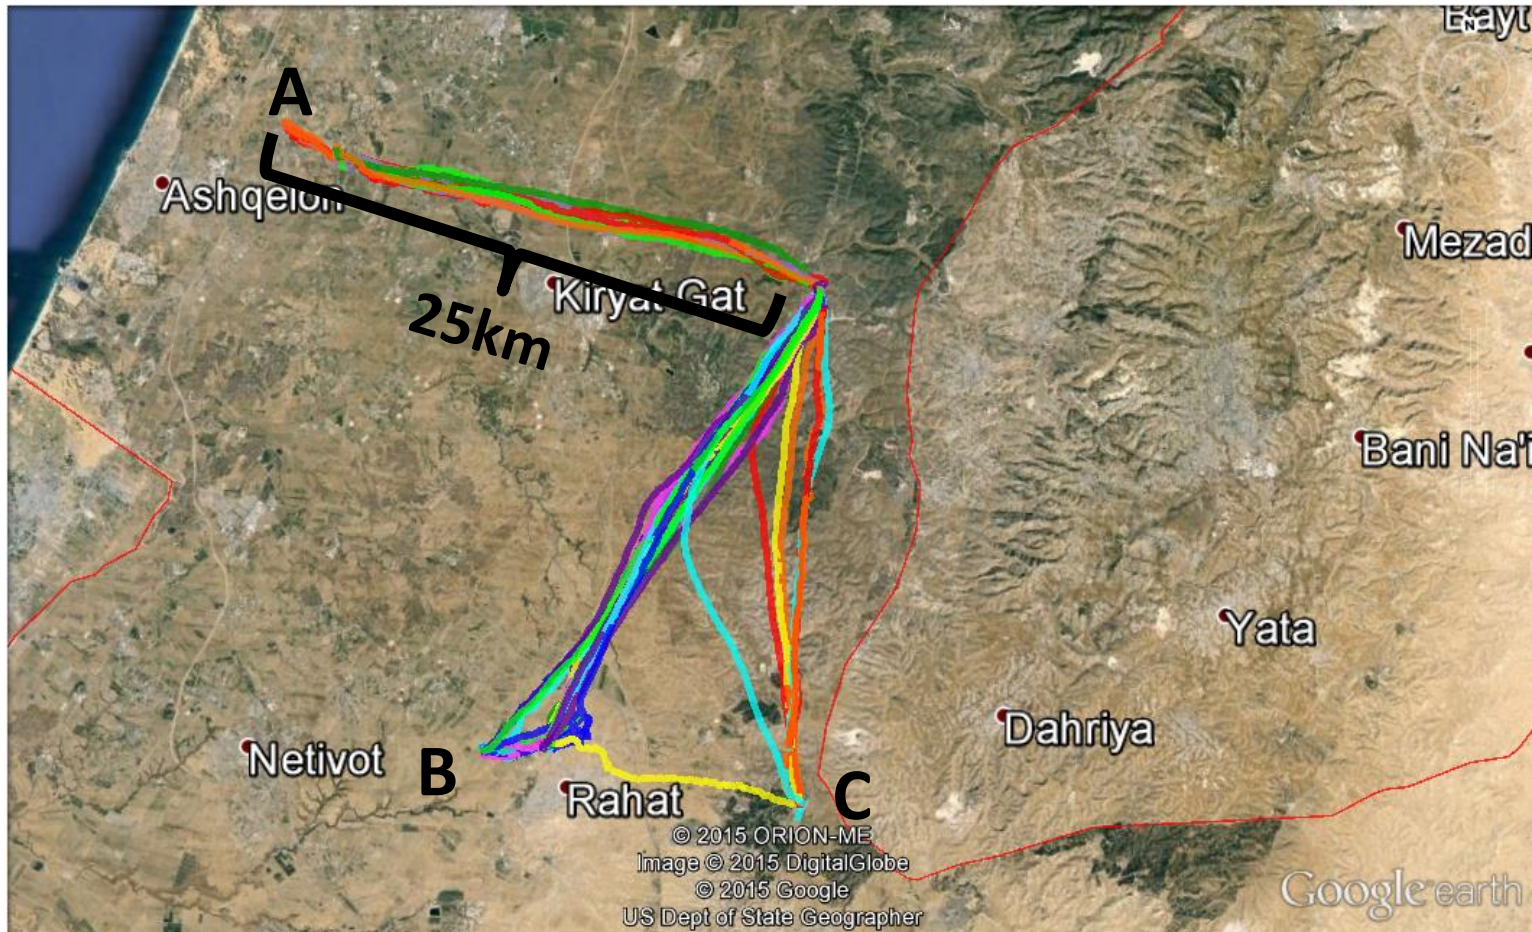 Bayt
N
A
Ashqelon
Mezad
Kiryat Gat
25km
Bani Na'i
Yata
Dahriya
Netivot
B
Rahat
C
© 2015 ORION-ME
Image © 2015 DigitalGlobe
© 2015 Google
US Dept of State Geographer
Google earth